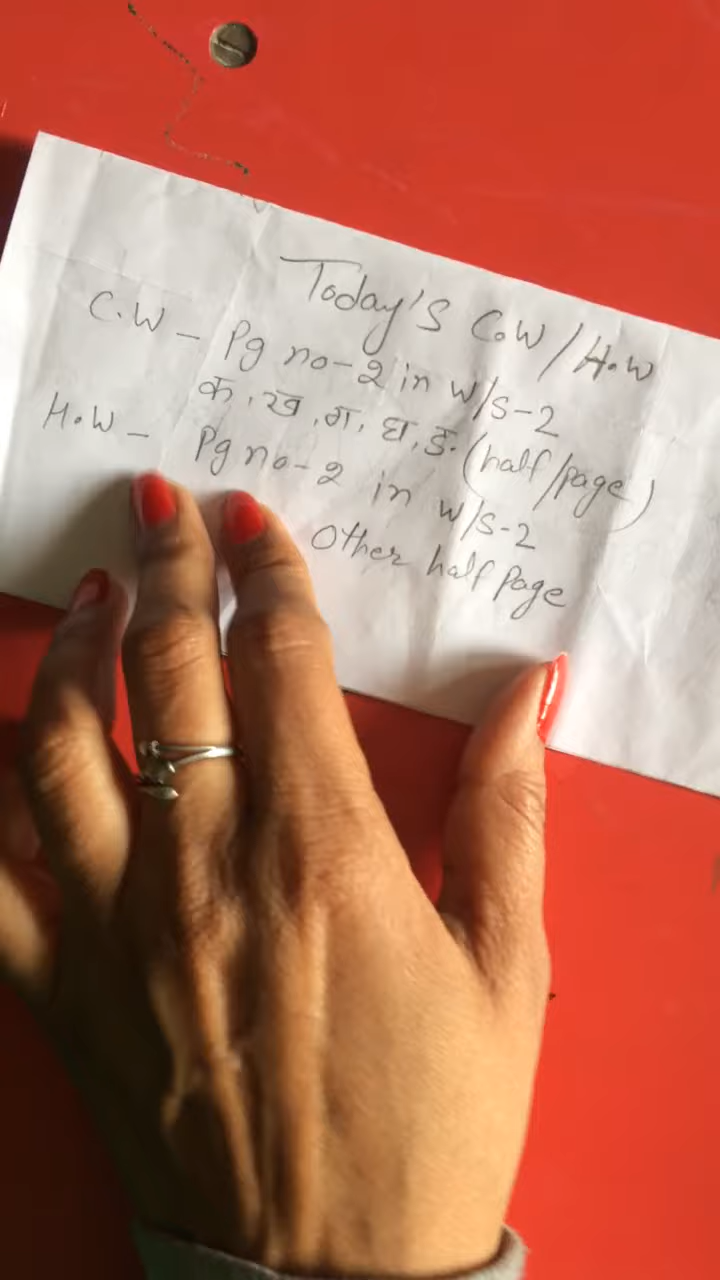 Today's C.W/H.W
C.W - Pg no-2 in w/s-2
क, ख, ग, घ, ङ. (half/page)
H.W - Pg no-2 in w/s-2
Other half page